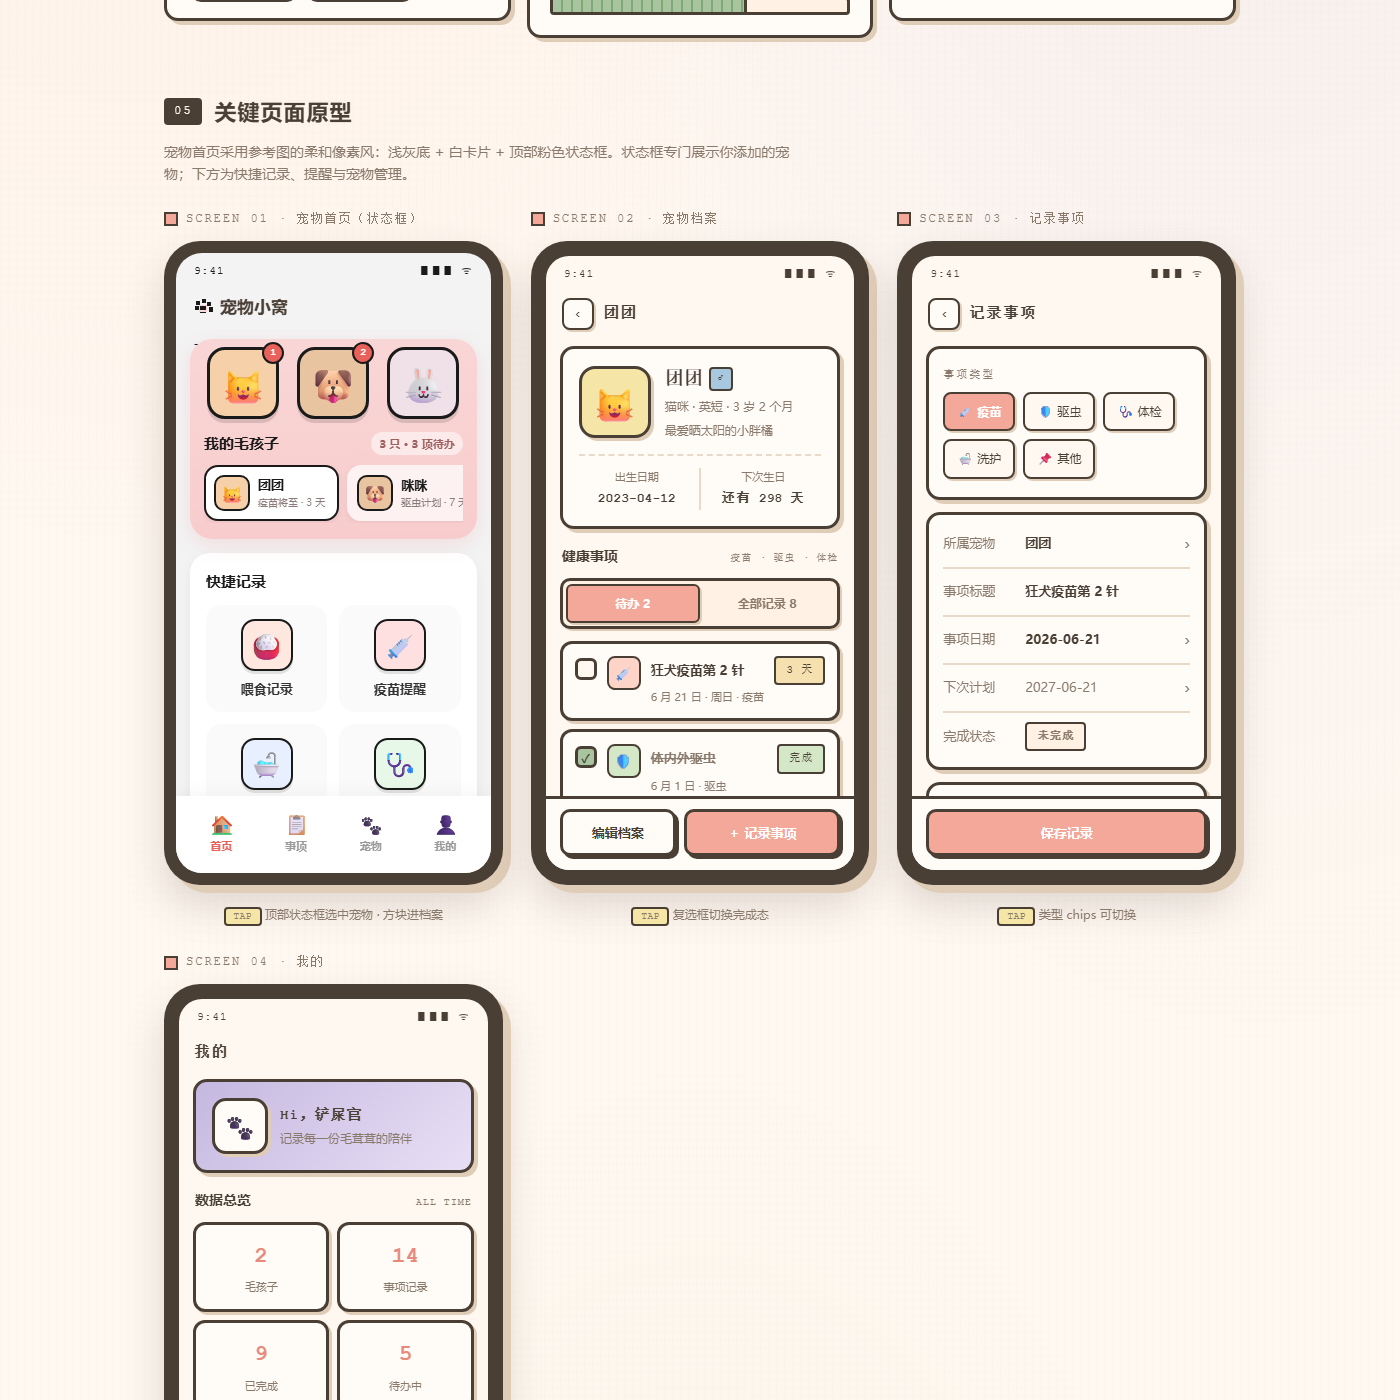 05 关键页面原型
宠物首页采用参考图的柔和像素风：浅灰底 + 白卡片 + 顶部粉色状态框。状态框专门展示你添加的宠
物；下方为快捷记录、提醒与宠物管理。
SCREEN 01 · 宠物首页（状态框）
9:41
宠物小窝
1
2
我的毛孩子
3 只 • 3 项待办
团团
疫苗将至 · 3 天
咪咪
驱虫计划 · 7 天
快捷记录
喂食记录
疫苗提醒
首页
事项
宠物
我的
TAP 顶部状态框选中宠物 · 方块进档案
SCREEN 02 · 宠物档案
9:41
‹ 团团
团团 ♂
猫咪 · 英短 · 3 岁 2 个月
最爱晒太阳的小胖橘
出生日期
2023-04-12
下次生日
还有 298 天
健康事项
疫苗 · 驱虫 · 体检
待办 2
全部记录 8
狂犬疫苗第 2 针
3 天
6 月 21 日 · 周日 · 疫苗
✓
体内外驱虫
完成
6 月 1 日 · 驱虫
编辑档案
+ 记录事项
TAP 复选框切换完成态
SCREEN 03 · 记录事项
9:41
‹ 记录事项
事项类型
疫苗
驱虫
体检
洗护
其他
所属宠物 团团 ›
事项标题 狂犬疫苗第 2 针
事项日期 2026-06-21 ›
下次计划 2027-06-21 ›
完成状态 未完成
保存记录
TAP 类型 chips 可切换
SCREEN 04 · 我的
9:41
我的
Hi，铲屎官
记录每一份毛茸茸的陪伴
数据总览
ALL TIME
2
毛孩子
14
事项记录
9
已完成
5
待办中